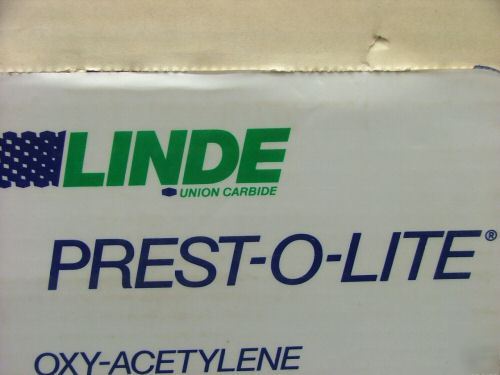 LINDE
UNION CARBIDE
PREST-O-LITE®
OXY-ACETYLENE